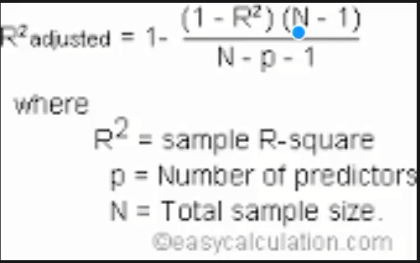 R²adjusted = 1- (1 - R²) (N - 1)
N - p - 1
where
R² = sample R-square
p = Number of predictors
N = Total sample size.
©easycalculation.com